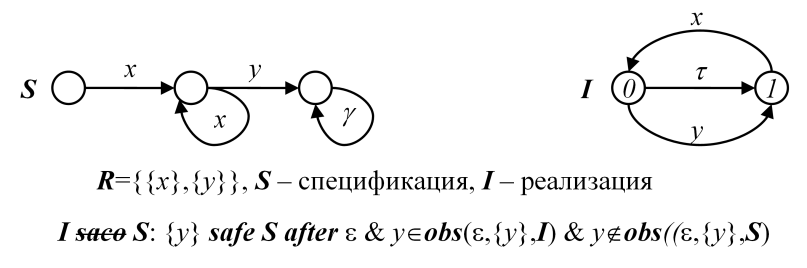 x
S x y I 0 τ 1
x γ
y
R={{x},{y}}, S – спецификация, I – реализация
I saco S: {y} safe S after ε & y∈obs(ε,{y},I) & y∉obs((ε,{y},S)